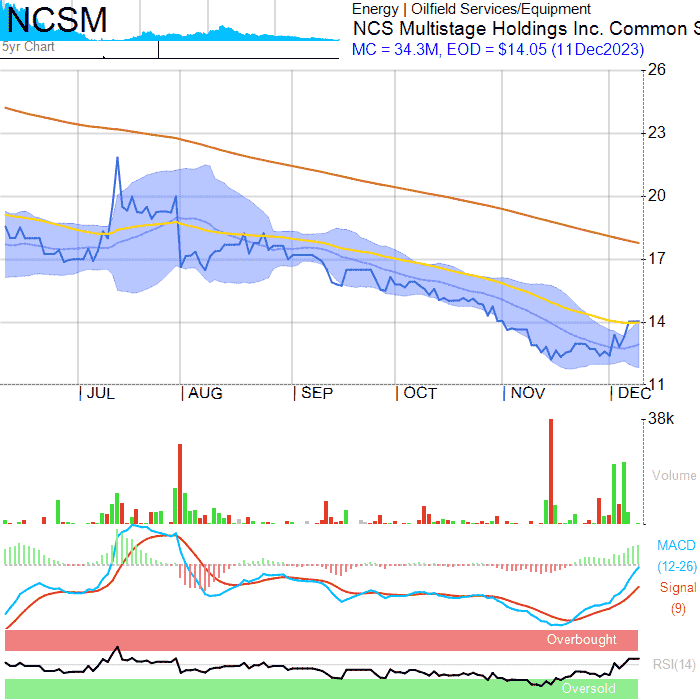 NCSM
5yr Chart
Energy | Oilfield Services/Equipment
NCS Multistage Holdings Inc. Common S
MC = 34.3M, EOD = $14.05 (11Dec2023)
26
23
20
17
14
11
JUL AUG SEP OCT NOV DEC
38k
Volume
MACD
(12-26)
Signal
(9)
Overbought
RSI(14)
Oversold